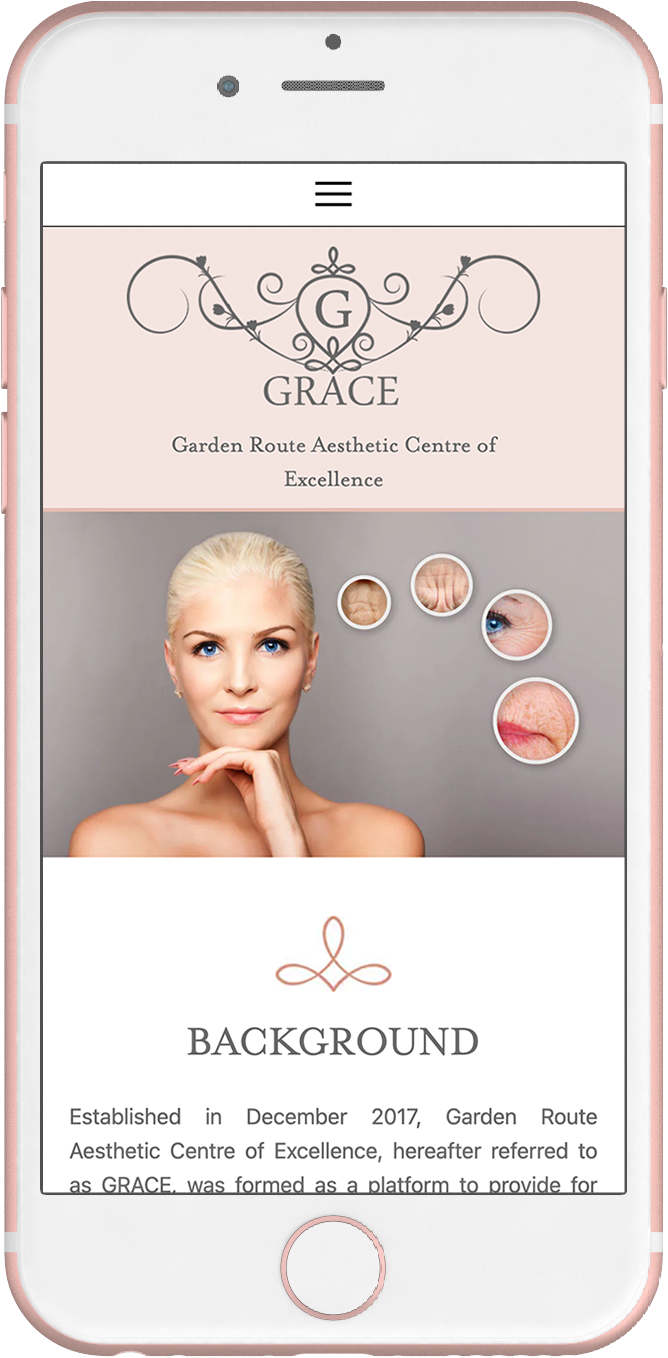 G
GRACE
Garden Route Aesthetic Centre of
Excellence
BACKGROUND
Established in December 2017, Garden Route
Aesthetic Centre of Excellence, hereafter referred to
as GRACE, was formed as a platform to provide for